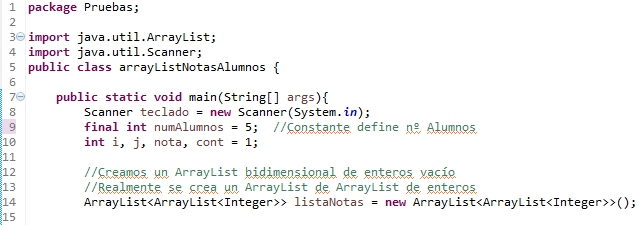 1 package Pruebas;
2
3 import java.util.ArrayList;
4 import java.util.Scanner;
5 public class arrayListNotasAlumnos {
6
7 public static void main(String[] args){
8 Scanner teclado = new Scanner(System.in);
9 final int numAlumnos = 5; //Constante define nº Alumnos
10 int i, j, nota, cont = 1;
11
12 //Creamos un ArrayList bidimensional de enteros vacío
13 //Realmente se crea un ArrayList de ArrayList de enteros
14 ArrayList<ArrayList<Integer>> listaNotas = new ArrayList<ArrayList<Integer>>();
15